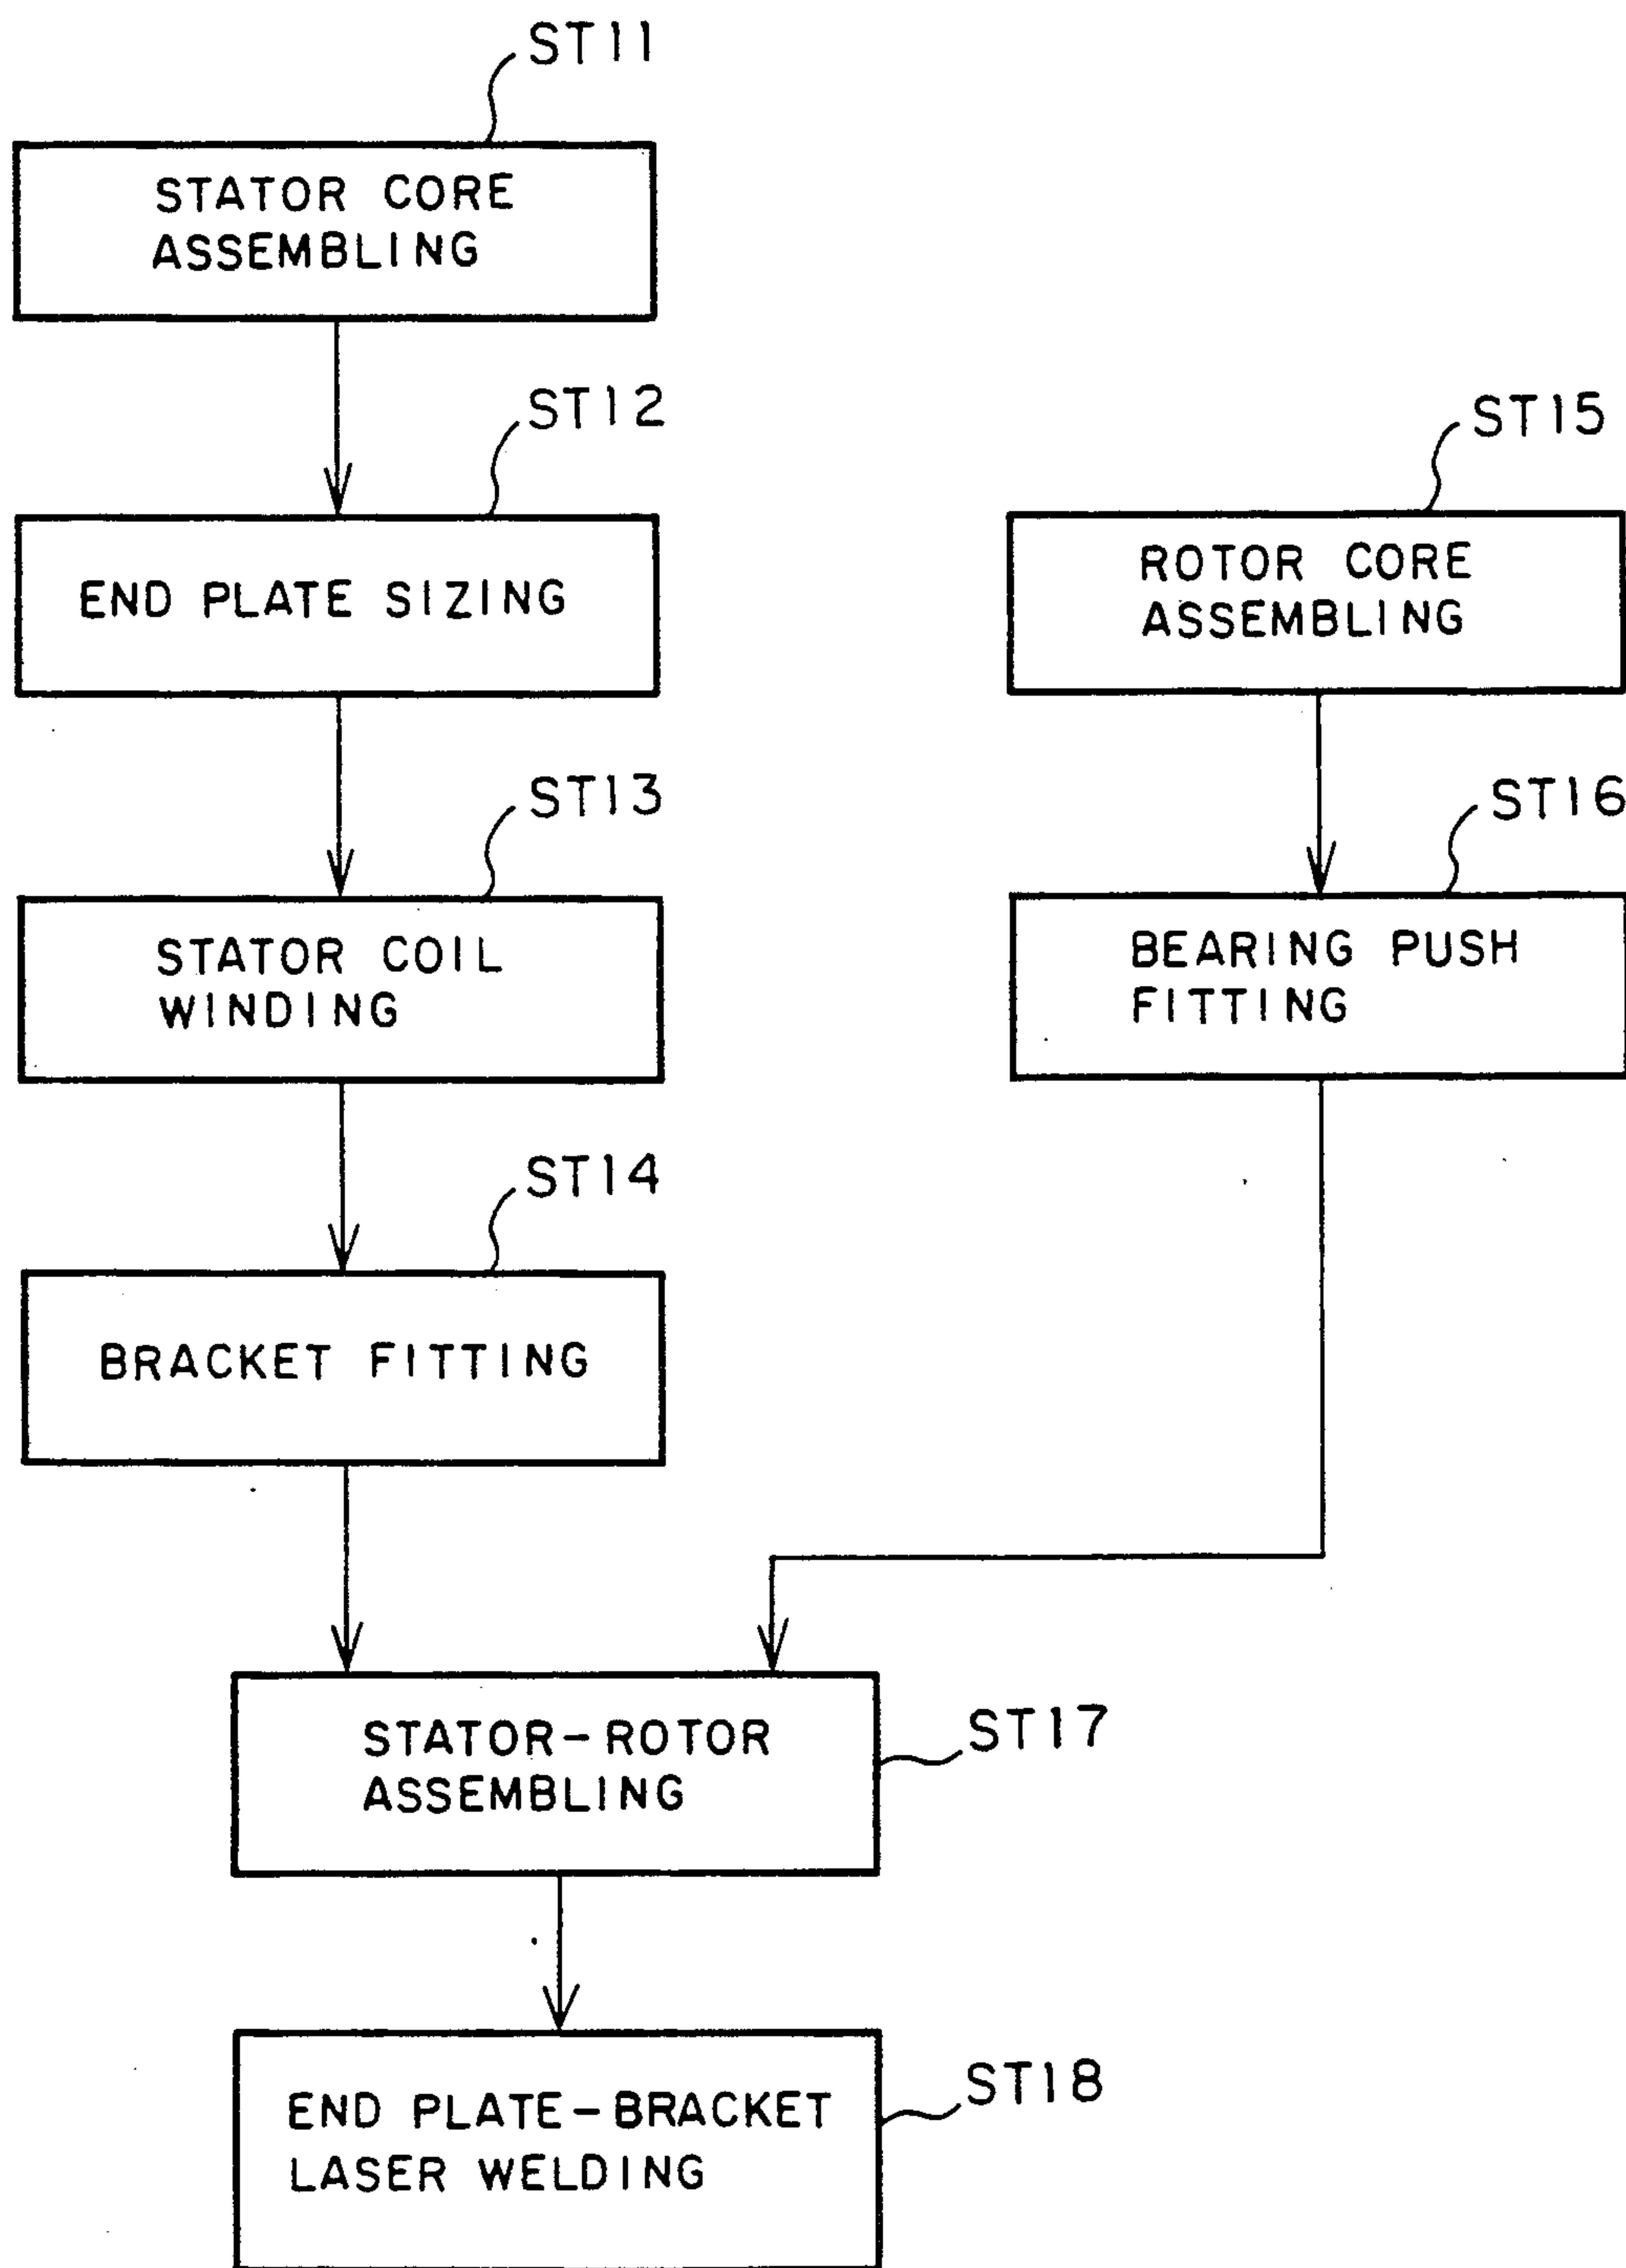 ST11
STATOR CORE
ASSEMBLING
ST12
END PLATE SIZING
ST13
STATOR COIL
WINDING
ST14
BRACKET FITTING
ST15
ROTOR CORE
ASSEMBLING
ST16
BEARING PUSH
FITTING
ST17
STATOR-ROTOR
ASSEMBLING
ST18
END PLATE-BRACKET
LASER WELDING